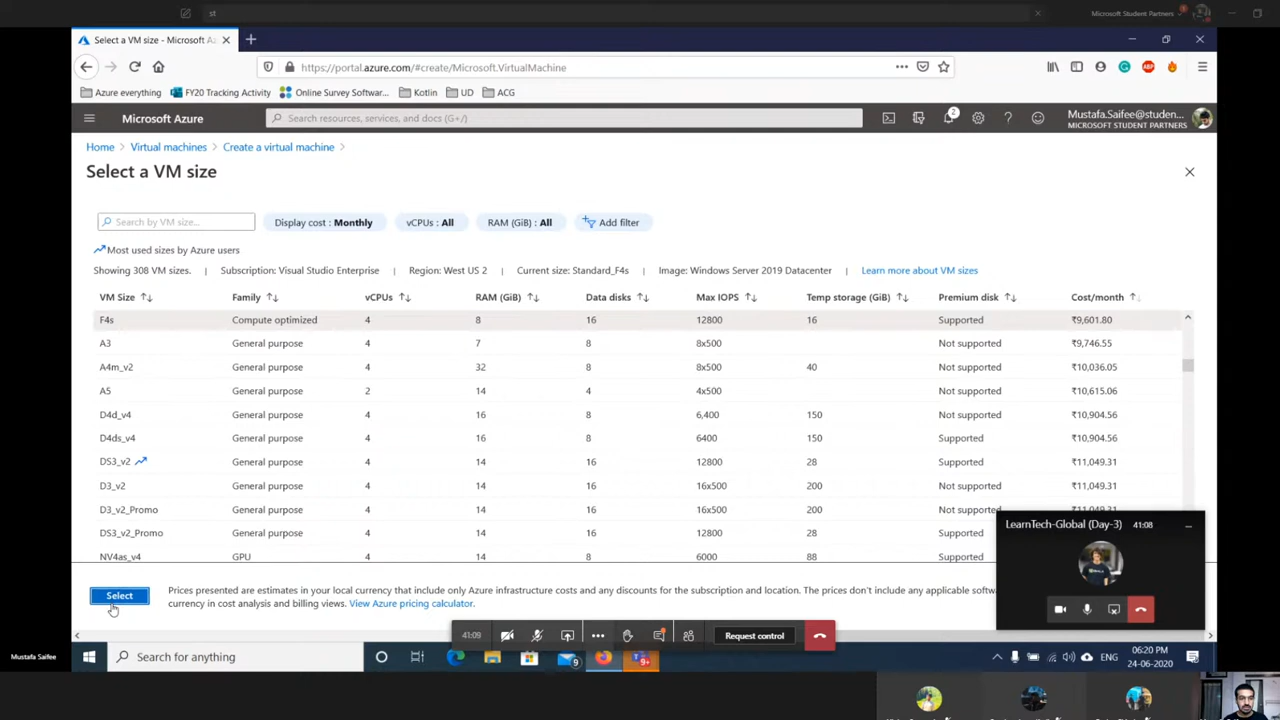 st
Microsoft Student Partners
Select a VM size - Microsoft Az
https://portal.azure.com/#create/Microsoft.VirtualMachine
Azure everything
FY20 Tracking Activity
Online Survey Softwar...
Kotlin
UD
ACG
Microsoft Azure
Search resources, services, and docs (G+/)
2
Mustafa.Saifee@studen...
MICROSOFT STUDENT PARTNERS
Home
Virtual machines
Create a virtual machine
Select a VM size
Search by VM size...
Display cost : Monthly
vCPUs : All
RAM (GiB) : All
Add filter
Most used sizes by Azure users
Showing 308 VM sizes. | Subscription: Visual Studio Enterprise | Region: West US 2 | Current size: Standard_F4s | Image: Windows Server 2019 Datacenter | Learn more about VM sizes
VM Size Family vCPUs RAM (GiB) Data disks Max IOPS Temp storage (GiB) Premium disk Cost/month
F4s Compute optimized 4 8 16 12800 16 Supported ₹9,601.80
A3 General purpose 4 7 8 8x500 Not supported ₹9,746.55
A4m_v2 General purpose 4 32 8 8x500 40 Not supported ₹10,036.05
A5 General purpose 2 14 4 4x500 Not supported ₹10,615.06
D4d_v4 General purpose 4 16 8 6,400 150 Not supported ₹10,904.56
D4ds_v4 General purpose 4 16 8 6400 150 Supported ₹10,904.56
DS3_v2 General purpose 4 14 16 12800 28 Supported ₹11,049.31
D3_v2 General purpose 4 14 16 16x500 200 Not supported ₹11,049.31
D3_v2_Promo General purpose 4 14 16 16x500 200 Not supported ₹11,049.31
DS3_v2_Promo General purpose 4 14 16 12800 28 Supported
NV4as_v4 GPU 4 14 8 6000 88 Supported
LearnTech-Global (Day-3) 41:08
Select
Prices presented are estimates in your local currency that include only Azure infrastructure costs and any discounts for the subscription and location. The prices don't include any applicable softw
currency in cost analysis and billing views. View Azure pricing calculator.
41:09
Request control
Mustafa Saifee
Search for anything
9
9+
ENG
06:20 PM
24-06-2020